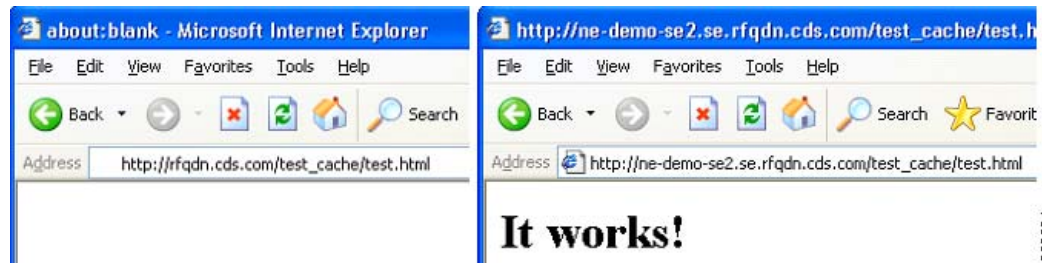 about:blank - Microsoft Internet Explorer
File Edit View Favorites Tools Help
Back Search
Address http://rfqdn.cds.com/test_cache/test.html
http://ne-demo-se2.se.rfqdn.cds.com/test_cache/test.h
File Edit View Favorites Tools Help
Back Search Favorit
Address http://ne-demo-se2.se.rfqdn.cds.com/test_cache/test.html
It works!